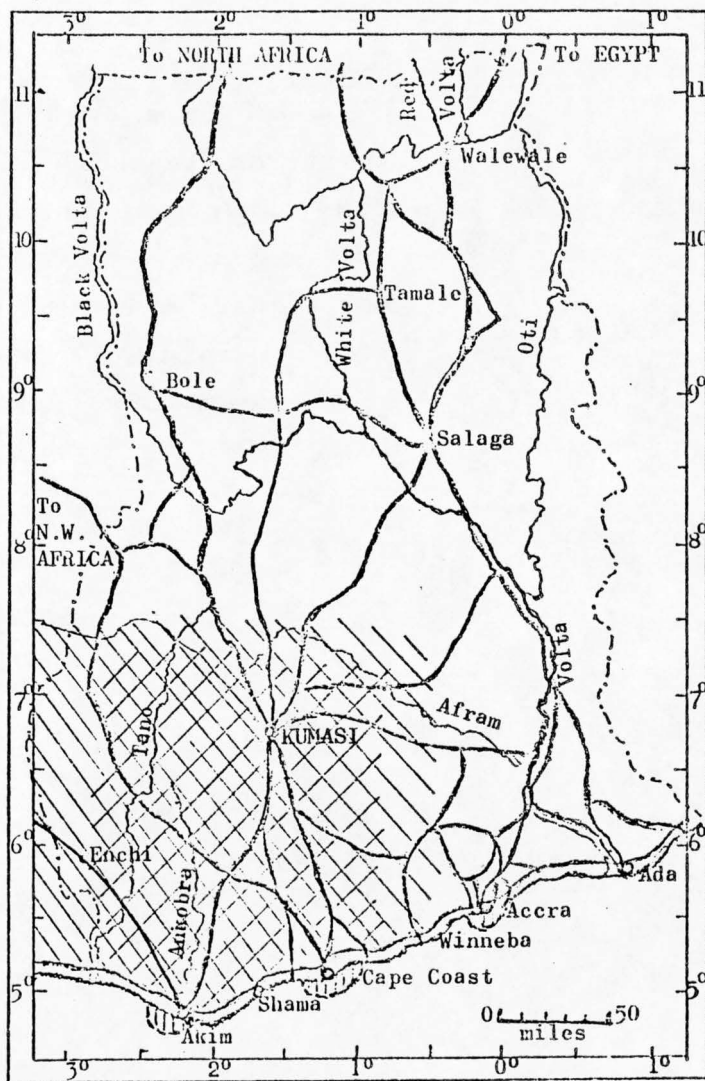 3° 2° 1° 0° 1°
To NORTH AFRICA To EGYPT
11 11
Red Volta
Walewale
Black Volta
10 10
White Volta
Tamale
Oti
9° 9°
Bole
Salaga
To
N.W.
AFRICA
8° 8°
Volta
7° 7°
Tano
Afram
KUMASI
6° 6°
Enchi
Ankobra
Ada
Accra
Winneba
Cape Coast
5° 5°
Shama
0 50
miles
Axim
3° 2° 1° 0° 1°